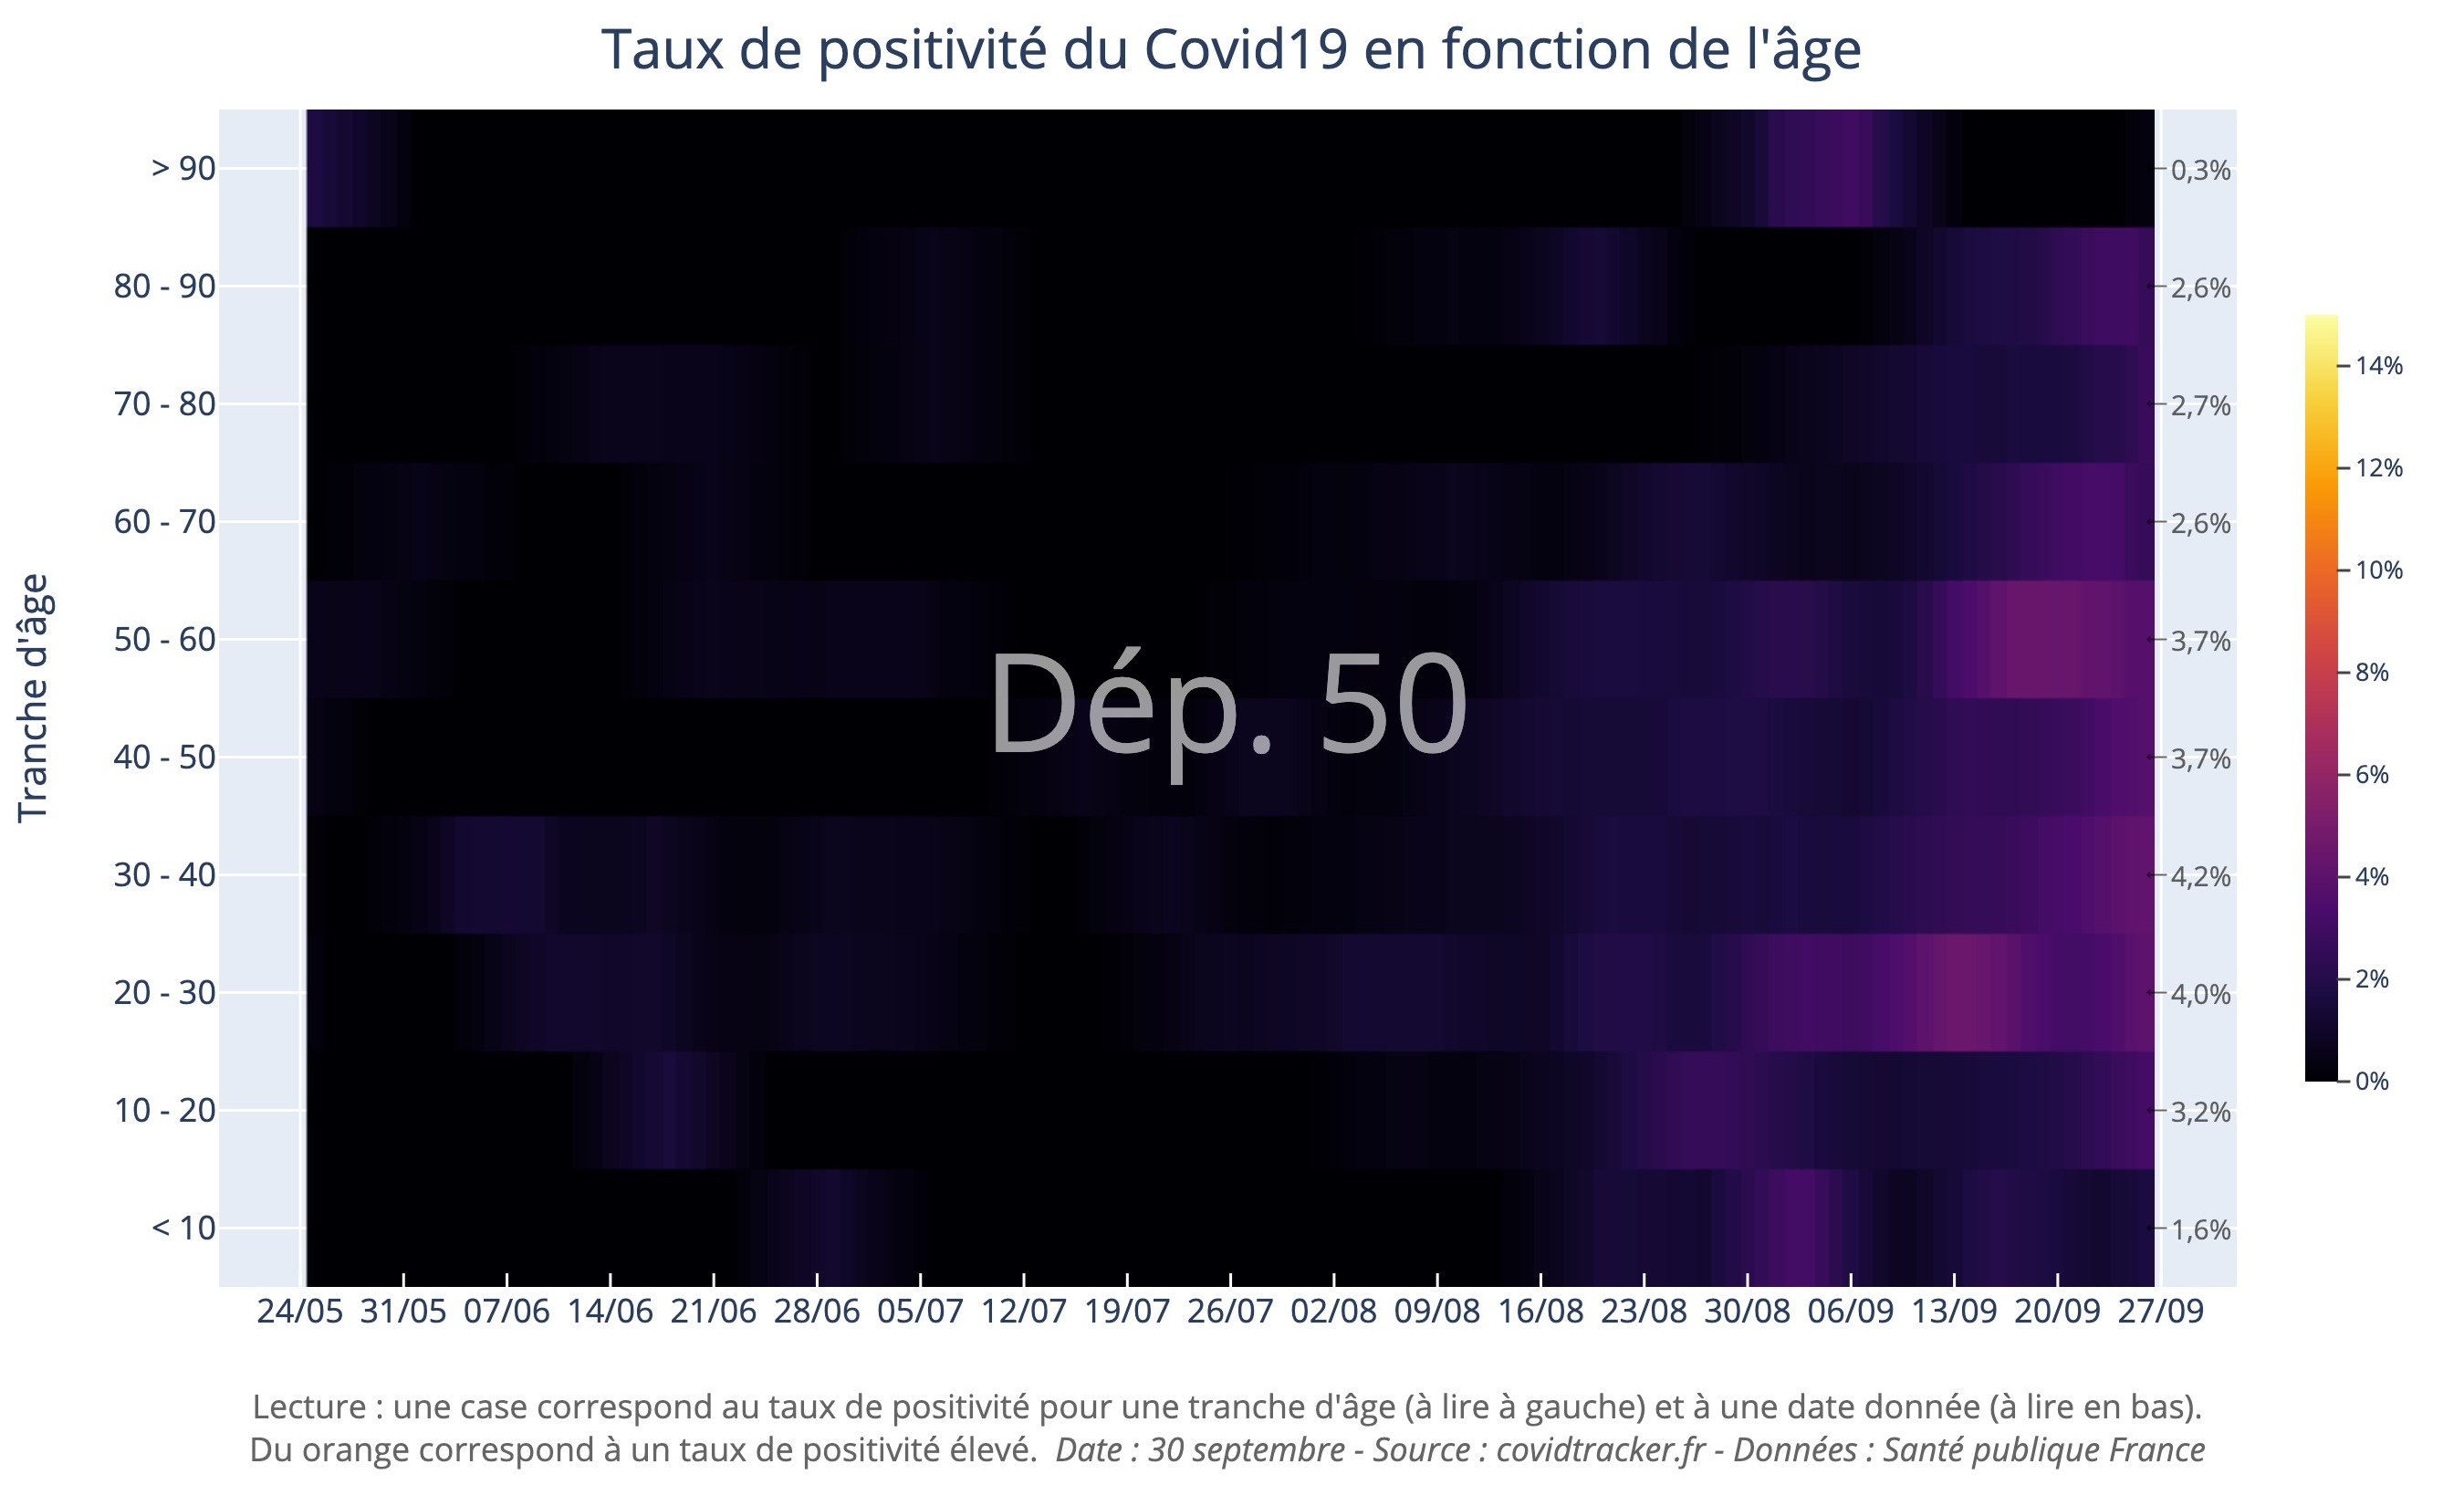 Taux de positivité du Covid19 en fonction de l'âge
Tranche d'âge
> 90
80 - 90
70 - 80
60 - 70
50 - 60
40 - 50
30 - 40
20 - 30
10 - 20
< 10
Dép. 50
0,3%
2,6%
2,7%
2,6%
3,7%
3,7%
4,2%
4,0%
3,2%
1,6%
14%
12%
10%
8%
6%
4%
2%
0%
24/05 31/05 07/06 14/06 21/06 28/06 05/07 12/07 19/07 26/07 02/08 09/08 16/08 23/08 30/08 06/09 13/09 20/09 27/09
Lecture : une case correspond au taux de positivité pour une tranche d'âge (à lire à gauche) et à une date donnée (à lire en bas).
Du orange correspond à un taux de positivité élevé. Date : 30 septembre - Source : covidtracker.fr - Données : Santé publique France